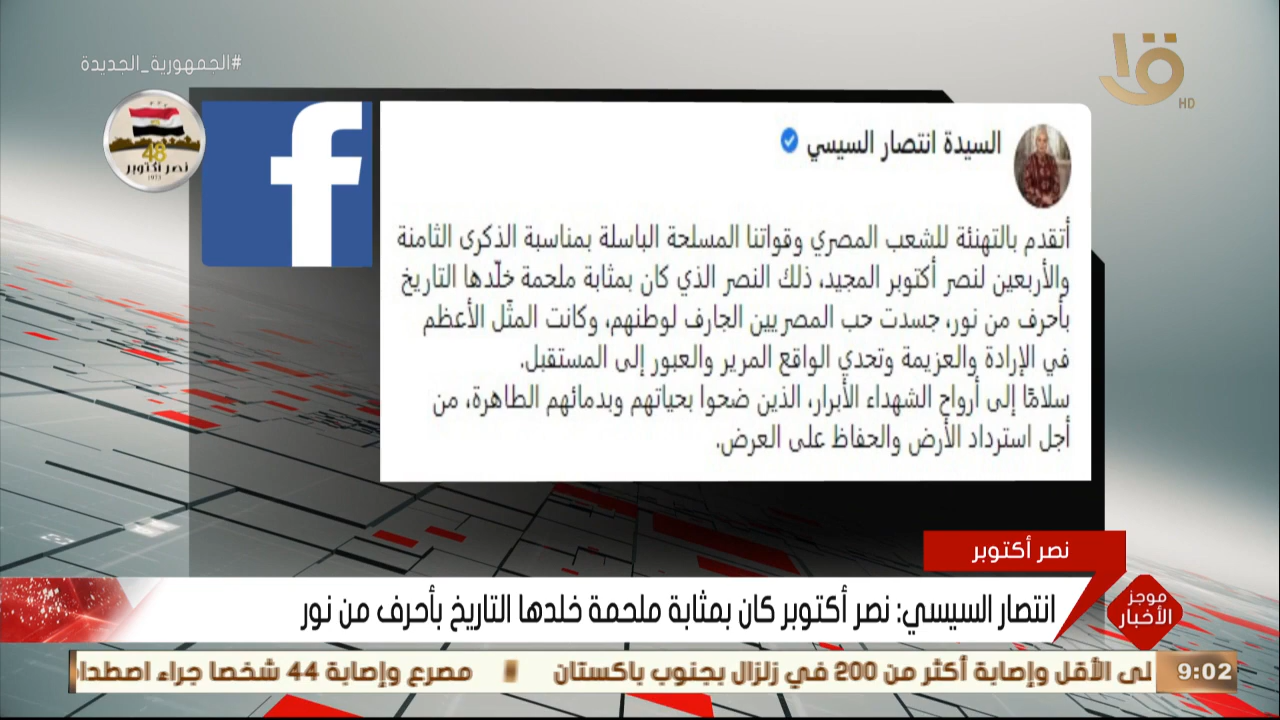 #الجمهورية_الجديدة
HD
48
نصر أكتوبر
1973
السيدة انتصار السيسي
أتقدم بالتهنئة للشعب المصري وقواتنا المسلحة الباسلة بمناسبة الذكرى الثامنة
والأربعين لنصر أكتوبر المجيد، ذلك النصر الذي كان بمثابة ملحمة خلّدها التاريخ
بأحرف من نور، جسدت حب المصريين الجارف لوطنهم، وكانت المثّل الأعظم
في الإرادة والعزيمة وتحدي الواقع المرير والعبور إلى المستقبل.
سلامًا إلى أرواح الشهداء الأبرار، الذين ضحوا بحياتهم وبدمائهم الطاهرة، من
أجل استرداد الأرض والحفاظ على العرض.
نصر أكتوبر
موجز
الأخبار
انتصار السيسي: نصر أكتوبر كان بمثابة ملحمة خلدها التاريخ بأحرف من نور
9:02
لى الأقل وإصابة أكثر من 200 في زلزال بجنوب باكستان مصرع وإصابة 44 شخصا جراء اصطدا